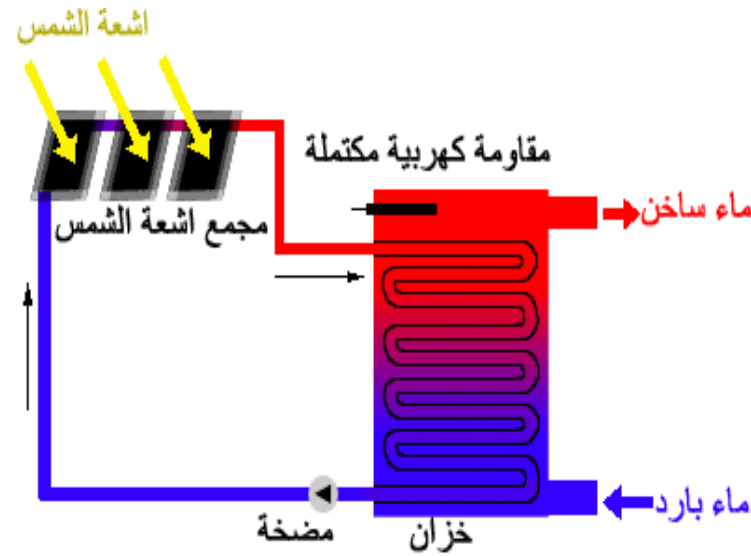 اشعة الشمس
مقاومة كهربية مكتملة
ماء ساخن
مجمع اشعة الشمس
ماء بارد
خزان
مضخة